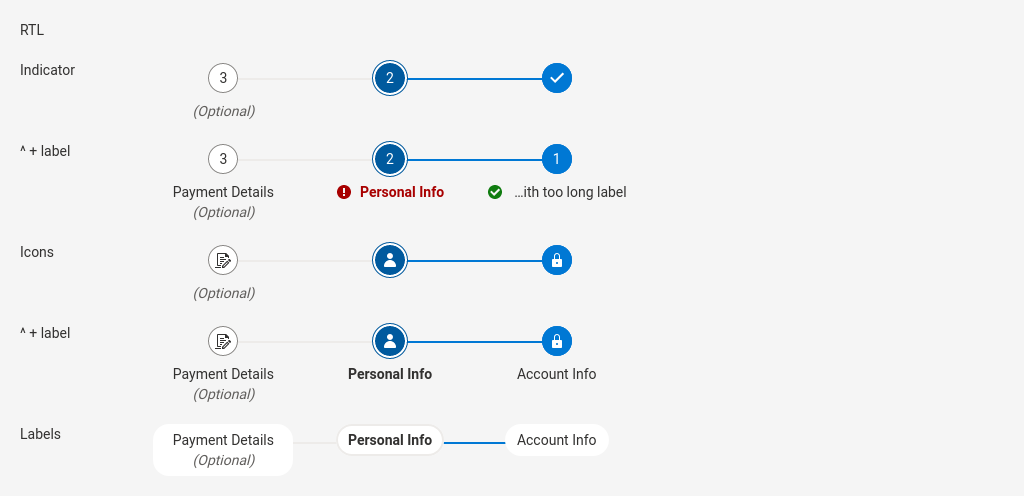 RTL
Indicator
3 2
(Optional)
^ + label
3 2 1
Payment Details Personal Info ...ith too long label
(Optional)
Icons
(Optional)
^ + label
Payment Details Personal Info Account Info
(Optional)
Labels
Payment Details Personal Info Account Info
(Optional)